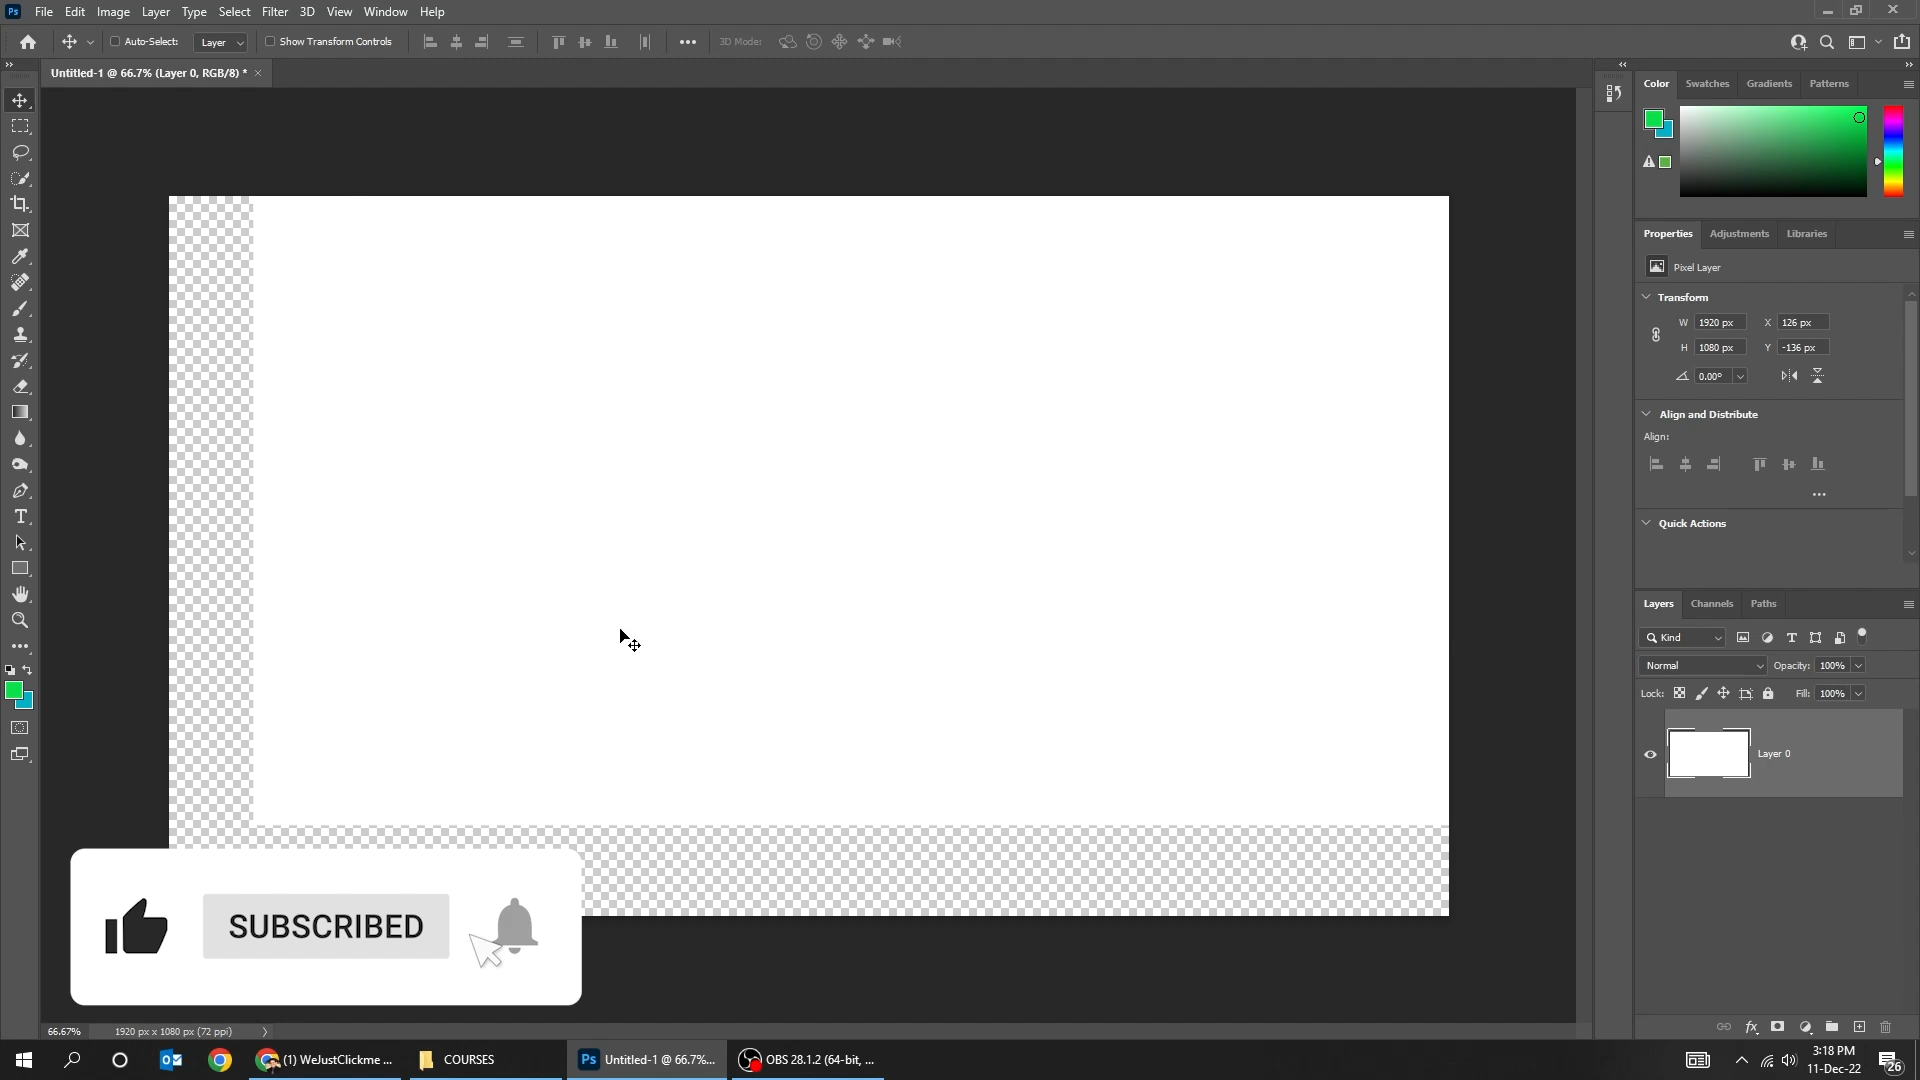 Ps File Edit Image Layer Type Select Filter 3D View Window Help
Auto-Select: Layer Show Transform Controls 3D Mode:
Untitled-1 @ 66.7% (Layer 0, RGB/8) *
Color Swatches Gradients Patterns
Properties Adjustments Libraries
Pixel Layer
Transform
W 1920 px X 126 px
H 1080 px Y -136 px
0.00°
Align and Distribute
Align:
Quick Actions
Layers Channels Paths
Kind
Normal Opacity: 100%
Lock: Fill: 100%
Layer 0
SUBSCRIBED
66.67% 1920 px x 1080 px (72 ppi)
(1) WeJustClickme ... COURSES Ps Untitled-1 @ 66.7%... OBS 28.1.2 (64-bit, ...
3:18 PM
11-Dec-22
26